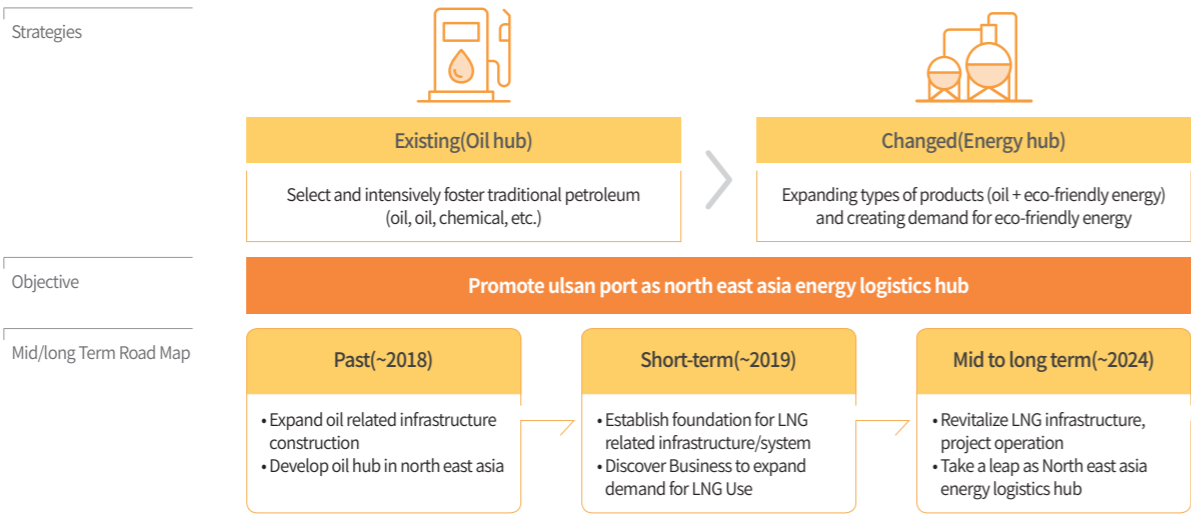 Strategies
Existing(Oil hub)
Select and intensively foster traditional petroleum
(oil, oil, chemical, etc.)
Changed(Energy hub)
Expanding types of products (oil + eco-friendly energy)
and creating demand for eco-friendly energy
Objective
Promote ulsan port as north east asia energy logistics hub
Mid/long Term Road Map
Past(~2018)
• Expand oil related infrastructure
construction
• Develop oil hub in north east asia
Short-term(~2019)
• Establish foundation for LNG
related infrastructure/system
• Discover Business to expand
demand for LNG Use
Mid to long term(~2024)
• Revitalize LNG infrastructure,
project operation
• Take a leap as North east asia
energy logistics hub